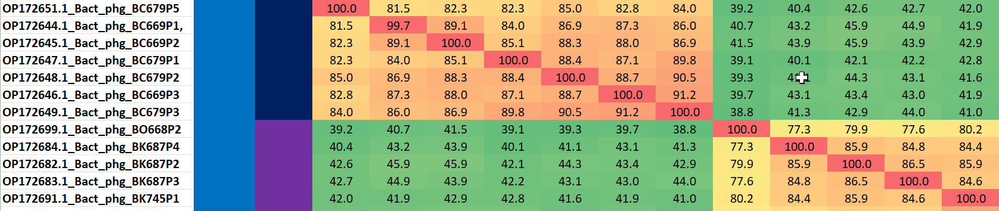 OP172651.1_Bact_phg_BC679P5 100.0 81.5 82.3 82.3 85.0 82.8 84.0 39.2 40.4 42.6 42.7 42.0
OP172644.1_Bact_phg_BC669P1, 81.5 99.7 89.1 84.0 86.9 87.3 86.0 40.7 43.2 45.9 44.9 41.9
OP172645.1_Bact_phg_BC669P2 82.3 89.1 100.0 85.1 88.3 88.0 86.9 41.5 43.9 45.9 43.9 42.9
OP172647.1_Bact_phg_BC679P1 82.3 84.0 85.1 100.0 88.4 87.1 89.8 39.1 40.1 42.1 42.2 42.8
OP172648.1_Bact_phg_BC679P2 85.0 86.9 88.3 88.4 100.0 88.7 90.5 39.3 44.3 43.1 41.6
OP172646.1_Bact_phg_BC669P3 82.8 87.3 88.0 87.1 88.7 100.0 91.2 39.7 43.1 43.4 43.0 41.9
OP172649.1_Bact_phg_BC679P3 84.0 86.0 86.9 89.8 90.5 91.2 100.0 38.8 41.3 42.9 44.0 41.0
OP172699.1_Bact_phg_BO668P2 39.2 40.7 41.5 39.1 39.3 39.7 38.8 100.0 77.3 79.9 77.6 80.2
OP172684.1_Bact_phg_BK687P4 40.4 43.2 43.9 40.1 41.1 43.1 41.3 77.3 100.0 85.9 84.8 84.4
OP172682.1_Bact_phg_BK687P2 42.6 45.9 45.9 42.1 44.3 43.4 42.9 79.9 85.9 100.0 86.5 85.9
OP172683.1_Bact_phg_BK687P3 42.7 44.9 43.9 42.2 43.1 43.0 44.0 77.6 84.8 86.5 100.0 84.6
OP172691.1_Bact_phg_BK745P1 42.0 41.9 42.9 42.8 41.6 41.9 41.0 80.2 84.4 85.9 84.6 100.0